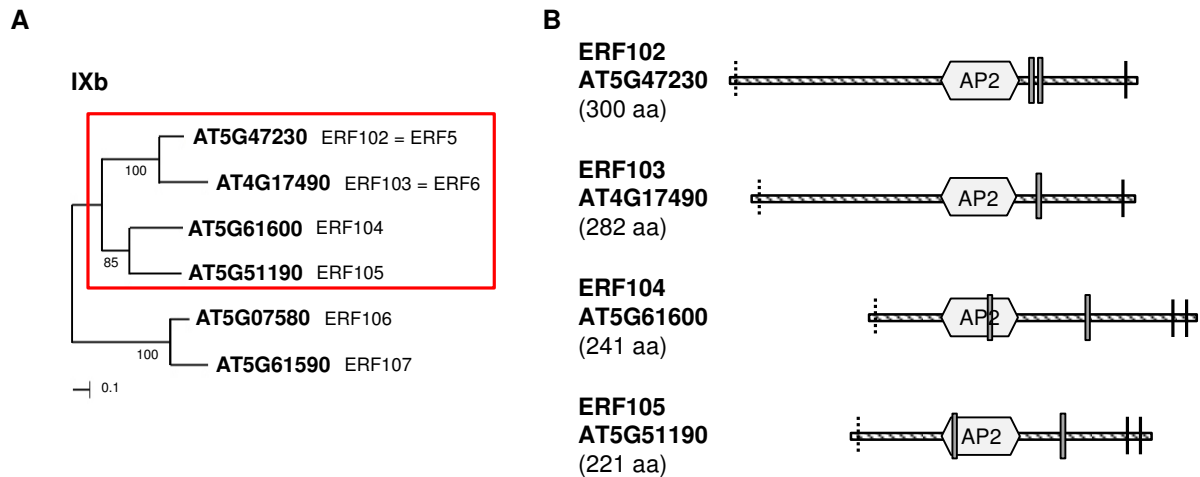 A
IXb
AT5G47230 ERF102 = ERF5
100
AT4G17490 ERF103 = ERF6
AT5G61600 ERF104
85
AT5G51190 ERF105
AT5G07580 ERF106
100
AT5G61590 ERF107
0.1
B
ERF102
AT5G47230
(300 aa)
AP2
ERF103
AT4G17490
(282 aa)
AP2
ERF104
AT5G61600
(241 aa)
AP2
ERF105
AT5G51190
(221 aa)
AP2